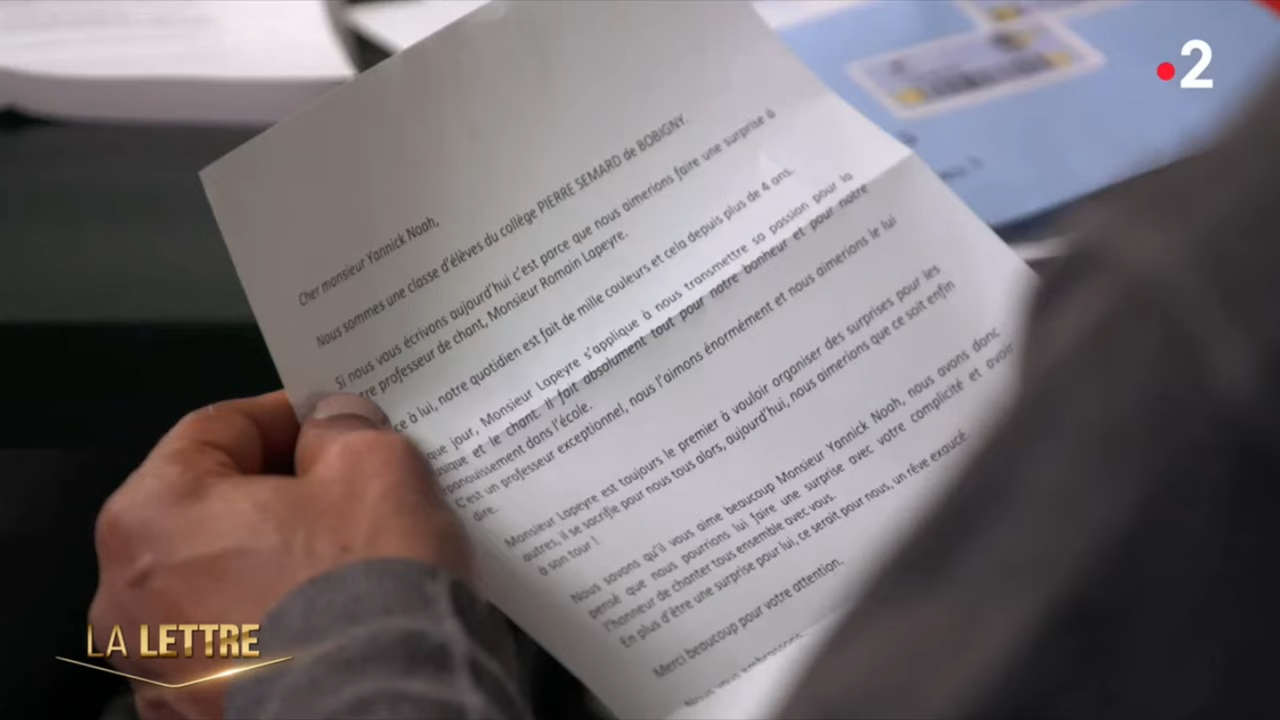 2
Cher monsieur Yannick Noah,
Nous sommes une classe d'élèves du collège PIERRE SEMARD de BOBIGNY.
Si nous vous écrivons aujourd'hui c'est parce que nous aimerions faire une surprise à
tre professeur de chant, Monsieur Romain Lapeyre.
ce à lui, notre quotidien est fait de mille couleurs et cela depuis plus de 4 ans.
que jour, Monsieur Lapeyre s'applique à nous transmettre sa passion pour la
usique et le chant. Il fait absolument tout pour notre bonheur et pour notre
panouissement dans l'école.
C'est un professeur exceptionnel, nous l'aimons énormément et nous aimerions le lui
dire.
Monsieur Lapeyre est toujours le premier à vouloir organiser des surprises pour les
autres, il se sacrifie pour nous tous alors, aujourd'hui, nous aimerions que ce soit enfin
à son tour !
Nous savons qu'il vous aime beaucoup Monsieur Yannick Noah, nous avons donc
pensé que nous pourrions lui faire une surprise avec votre complicité et avoir
l'honneur de chanter tous ensemble avec vous.
En plus d'être une surprise pour lui, ce serait pour nous, un rêve exaucé.
Merci beaucoup pour votre attention.
LA LETTRE